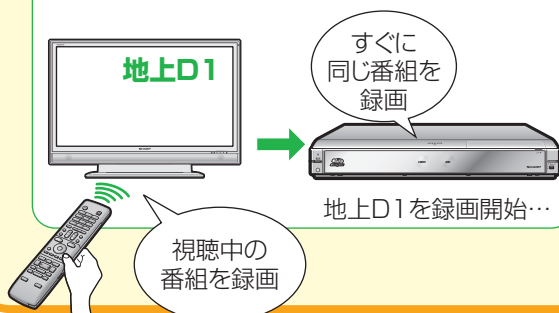 地上D1
すぐに
同じ番組を
録画
地上D1を録画開始…
視聴中の
番組を録画